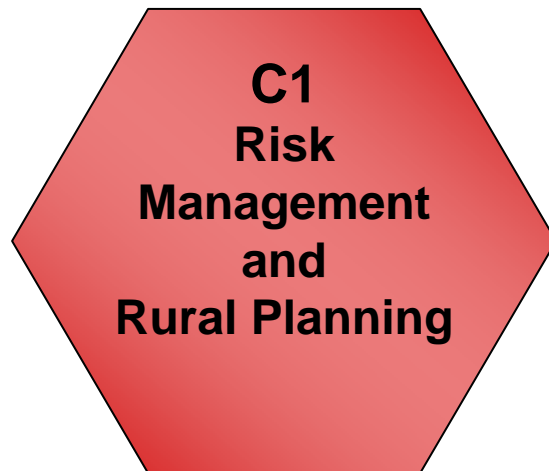 C1
Risk
Management
and
Rural Planning